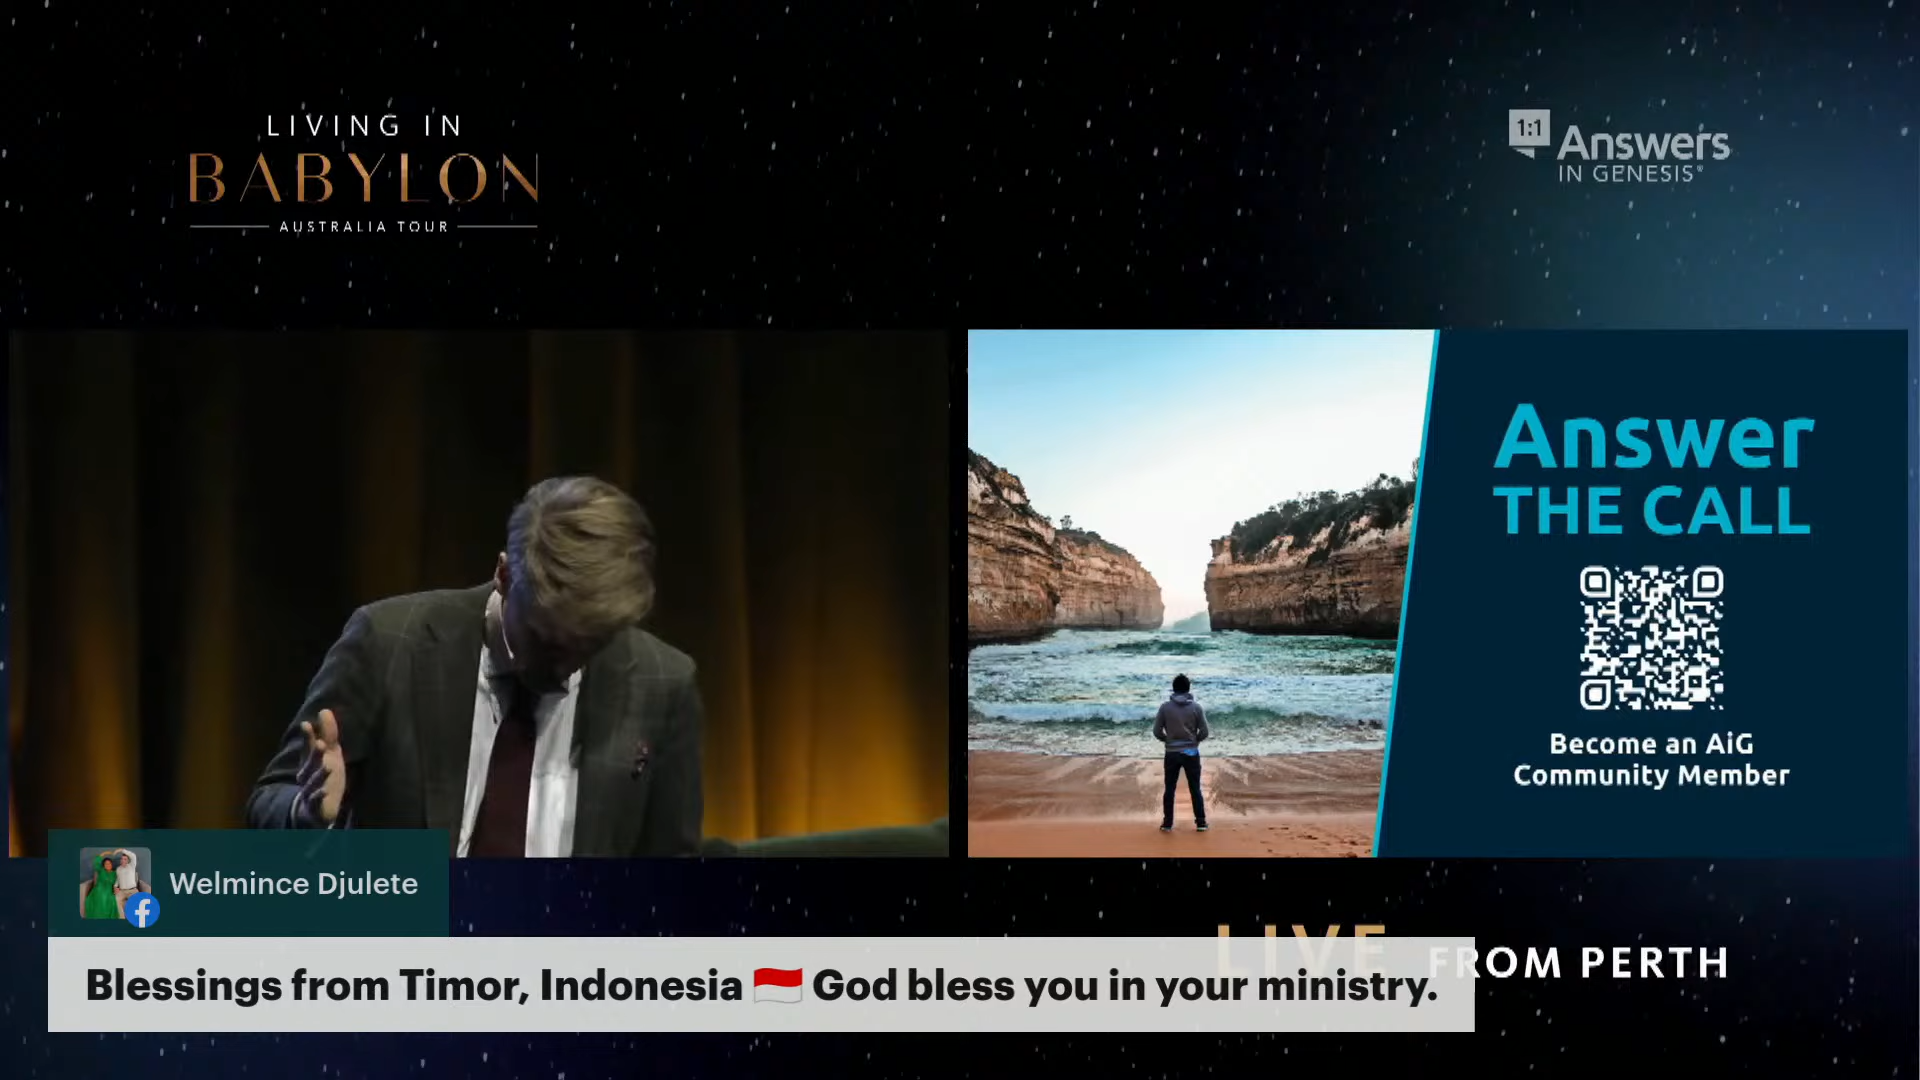 LIVING IN
BABYLON
AUSTRALIA TOUR
1:1
Answers
IN GENESIS®
Answer
THE CALL
Become an AiG
Community Member
Welmince Djulete
LIVE FROM PERTH
Blessings from Timor, Indonesia 🇮🇩 God bless you in your ministry.